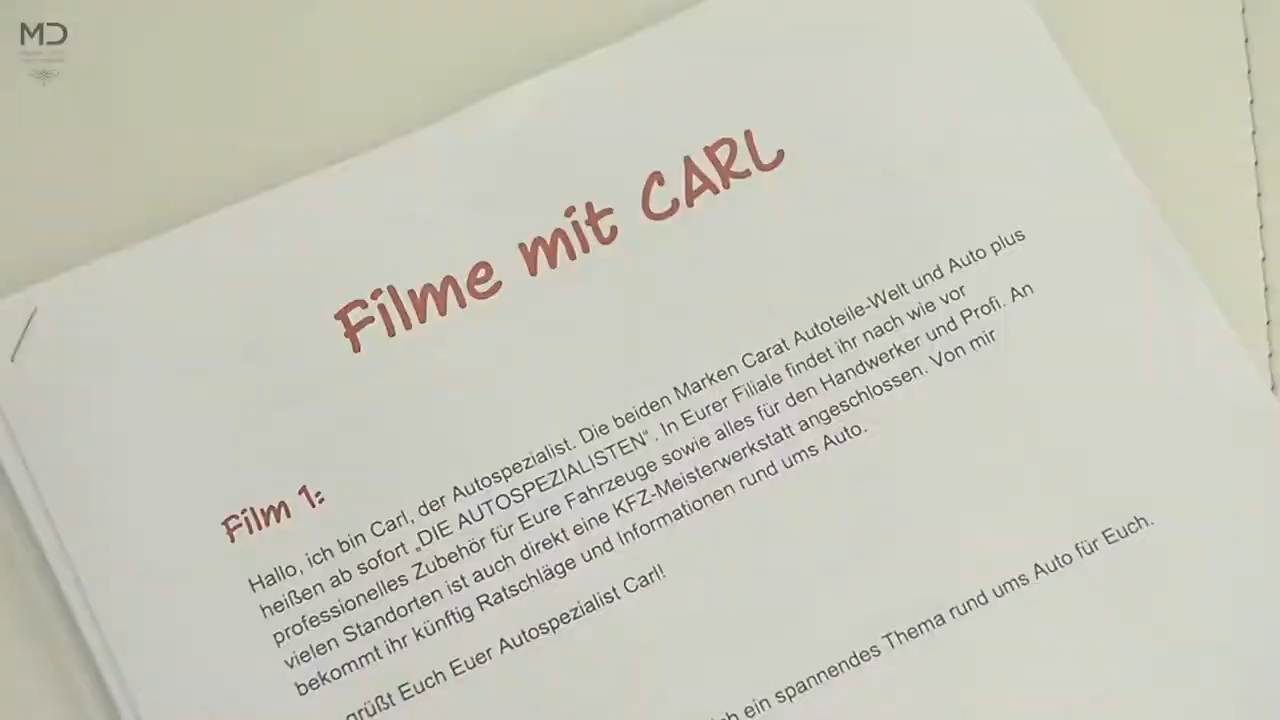 MD
Filme mit CARL
Film 1:
Hallo, ich bin Carl, der Autospezialist. Die beiden Marken Carat Autoteile-Welt und Auto plus
heißen ab sofort „DIE AUTOSPEZIALISTEN“. In Eurer Filiale findet ihr nach wie vor
professionelles Zubehör für Eure Fahrzeuge sowie alles für den Handwerker und Profi. An
vielen Standorten ist auch direkt eine KFZ-Meisterwerkstatt angeschlossen. Von mir
bekommt ihr künftig Ratschläge und Informationen rund ums Auto.
grüßt Euch Euer Autospezialist Carl!
ein spannendes Thema rund ums Auto für Euch.